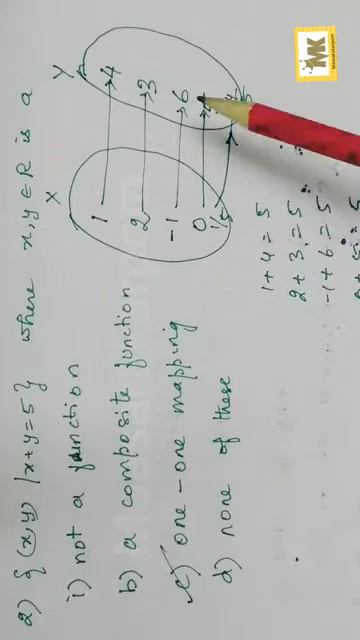 2) { (x,y) | x+y=5 } where x,y ∈ R is a
i) not a function
b) a composite function
c) one-one mapping
d) none of these
X Y
1 4
2 3
-1 6
0
1+4=5
2+3=5
-1+6=5
MK